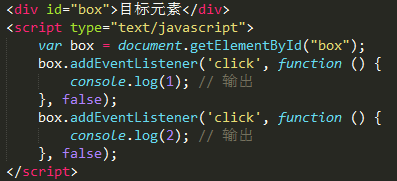 <div id="box">目标元素</div>
<script type="text/javascript">
    var box = document.getElementById("box");
    box.addEventListener('click', function () {
        console.log(1); // 输出
    }, false);
    box.addEventListener('click', function () {
        console.log(2); // 输出
    }, false);
</script>